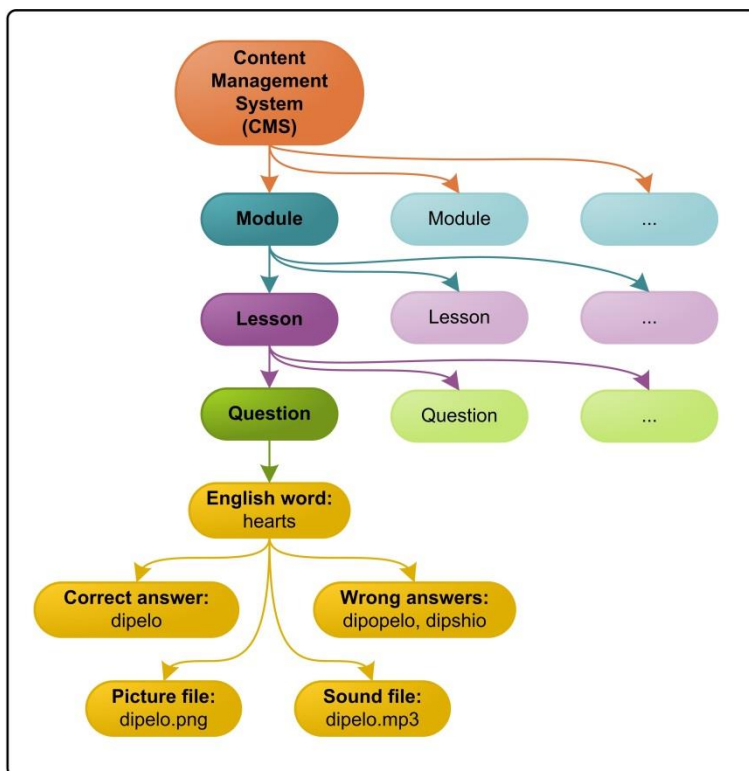 Content
Management
System
(CMS)
Module
Module
...
Lesson
Lesson
...
Question
Question
...
English word:
hearts
Correct answer:
dipelo
Wrong answers:
dipopelo, dipshio
Picture file:
dipelo.png
Sound file:
dipelo.mp3